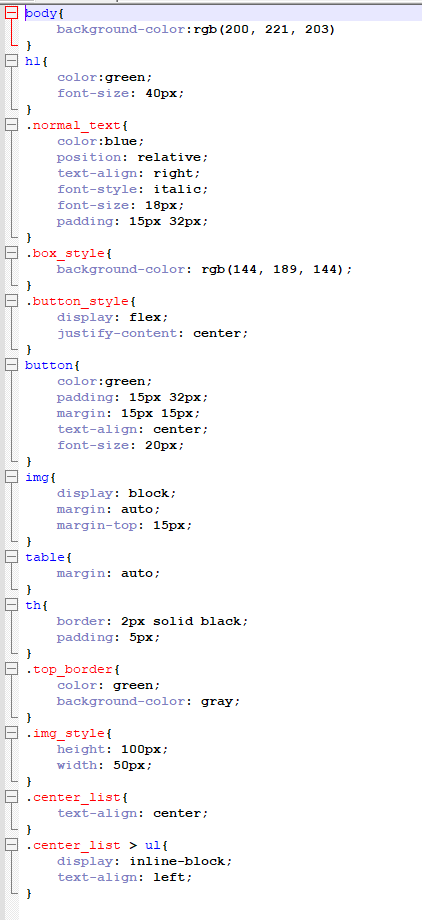 body{
background-color:rgb(200, 221, 203)
}
h1{
color:green;
font-size: 40px;
}
.normal_text{
color:blue;
position: relative;
text-align: right;
font-style: italic;
font-size: 18px;
padding: 15px 32px;
}
.box_style{
background-color: rgb(144, 189, 144);
}
.button_style{
display: flex;
justify-content: center;
}
button{
color:green;
padding: 15px 32px;
margin: 15px 15px;
text-align: center;
font-size: 20px;
}
img{
display: block;
margin: auto;
margin-top: 15px;
}
table{
margin: auto;
}
th{
border: 2px solid black;
padding: 5px;
}
.top_border{
color: green;
background-color: gray;
}
.img_style{
height: 100px;
width: 50px;
}
.center_list{
text-align: center;
}
.center_list > ul{
display: inline-block;
text-align: left;
}